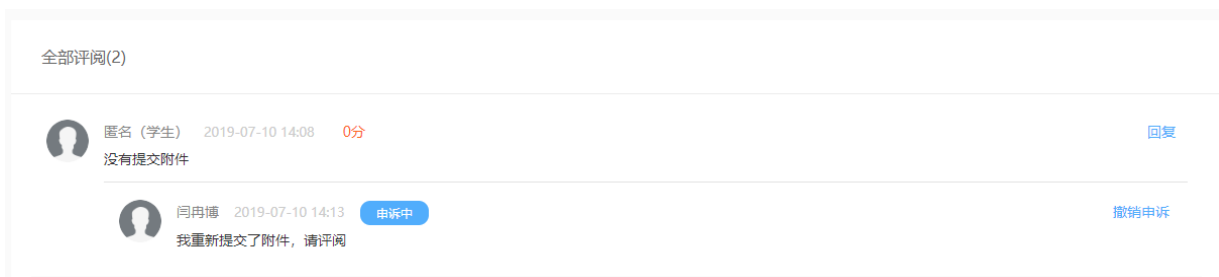 全部评阅(2)
匿名（学生） 2019-07-10 14:08 0分 回复
没有提交附件
闫冉博 2019-07-10 14:13 申诉中 撤销申诉
我重新提交了附件，请评阅